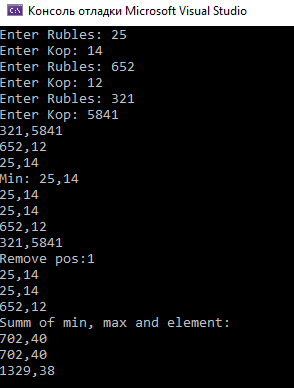 Консоль отладки Microsoft Visual Studio
Enter Rubles: 25
Enter Kop: 14
Enter Rubles: 652
Enter Kop: 12
Enter Rubles: 321
Enter Kop: 5841
321,5841
652,12
25,14
Min: 25,14
25,14
25,14
652,12
321,5841
Remove pos:1
25,14
25,14
652,12
Summ of min, max and element:
702,40
702,40
1329,38